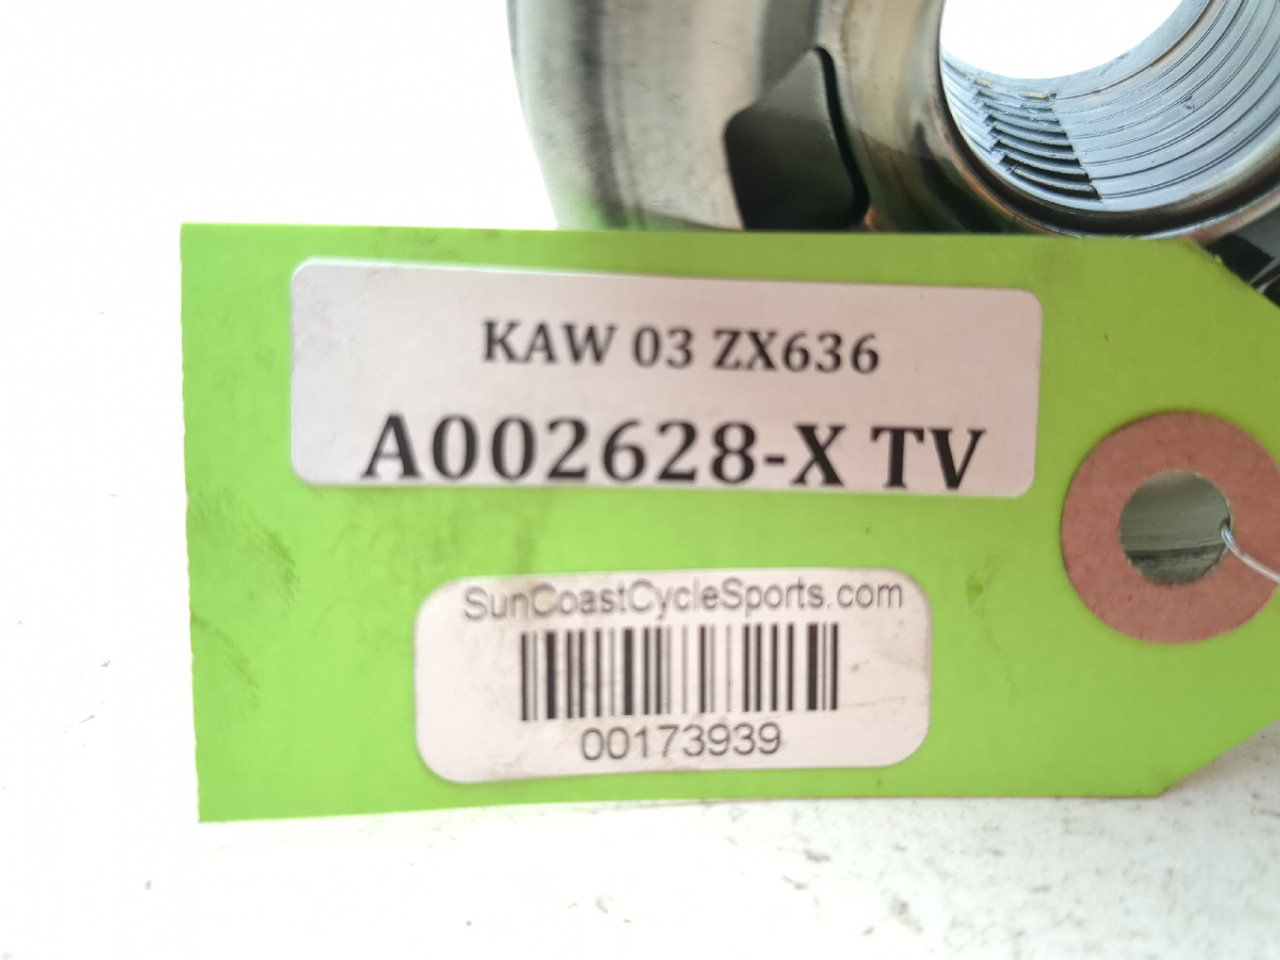 KAW 03 ZX636
A002628-X TV
SunCoastCycleSports.com
00173939